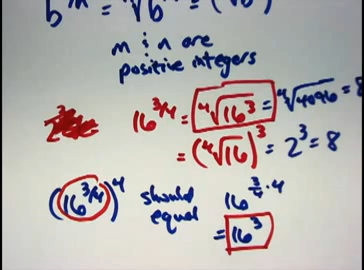 m & n are
positive integers
16^{3/4} = ⁴√16³ = ⁴√4096 = 8
= (⁴√16)³ = 2³ = 8
(16^{3/4})⁴ should equal 16^{3/4·4}
= 16³